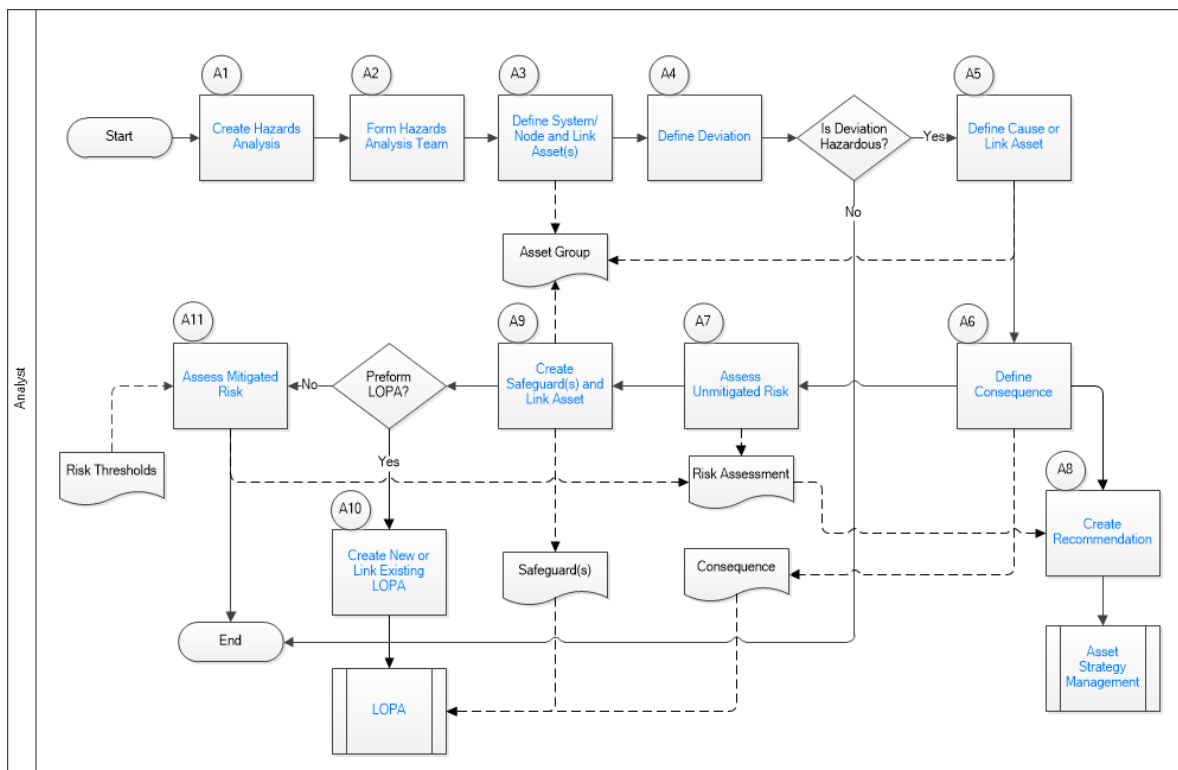 Analyst
A1
A2
A3
A4
A5
Start
Create Hazards
Analysis
Form Hazards
Analysis Team
Define System/
Node and Link
Asset(s)
Define Deviation
Is Deviation
Hazardous?
Yes
Define Cause or
Link Asset
No
Asset Group
A11
A9
A7
A6
Assess Mitigated
Risk
No
Preform
LOPA?
Create
Safeguard(s) and
Link Asset
Assess
Unmitigated Risk
Define
Consequence
Yes
Risk Thresholds
Risk Assessment
A8
A10
Create New or
Link Existing
LOPA
Create
Recommendation
Safeguard(s)
Consequence
End
LOPA
Asset
Strategy
Management